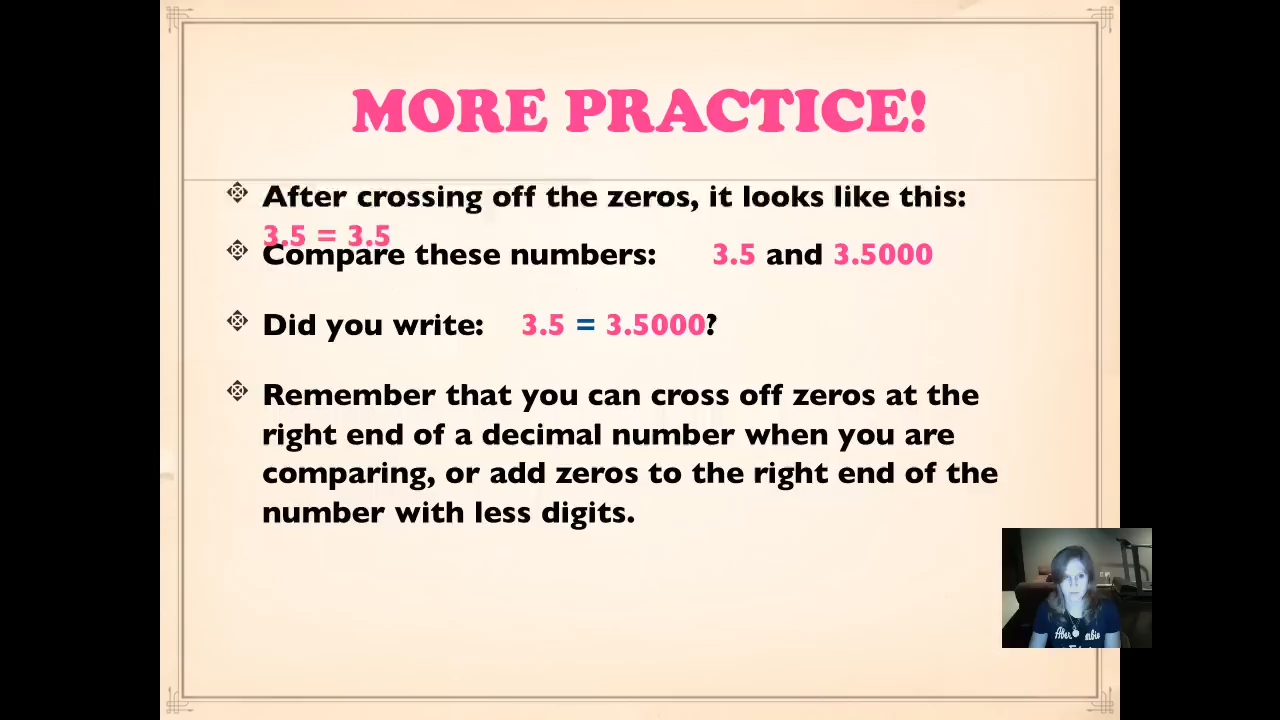 MORE PRACTICE!
After crossing off the zeros, it looks like this:
3.5 = 3.5
Compare these numbers: 3.5 and 3.5000
Did you write: 3.5 = 3.5000?
Remember that you can cross off zeros at the
right end of a decimal number when you are
comparing, or add zeros to the right end of the
number with less digits.